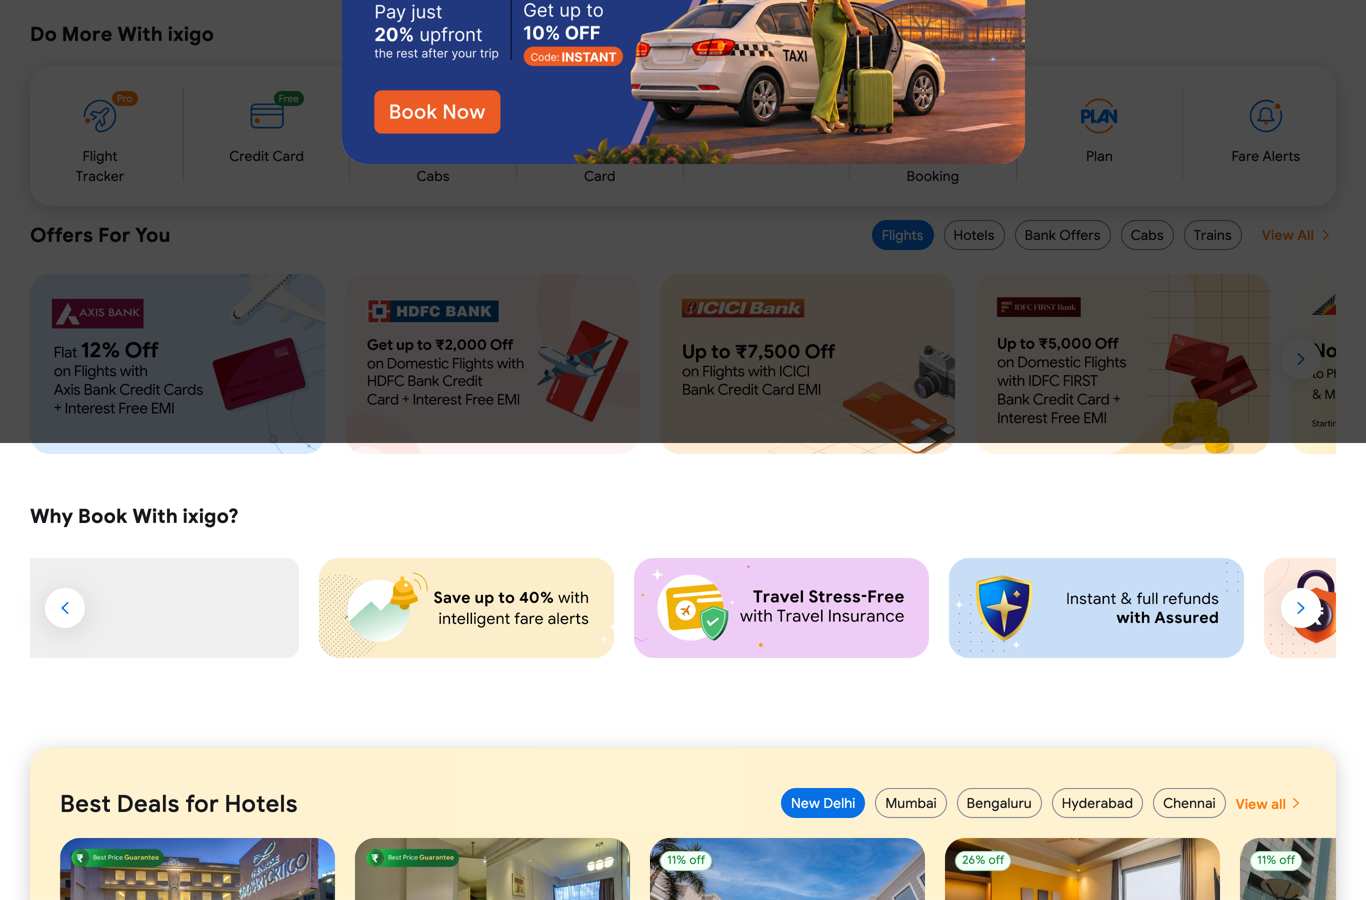 Pay just
20% upfront
the rest after your trip
Get up to
10% OFF
Code: INSTANT
Book Now
TAXI
Do More With ixigo
Pro
Flight
Tracker
Free
Credit Card
Cabs
Card
Booking
PLAN
Plan
Fare Alerts
Offers For You
Flights
Hotels
Bank Offers
Cabs
Trains
View All
AXIS BANK
Flat 12% Off
on Flights with
Axis Bank Credit Cards
+ Interest Free EMI
HDFC BANK
Get up to ₹2,000 Off
on Domestic Flights with
HDFC Bank Credit
Card + Interest Free EMI
ICICI Bank
Up to ₹7,500 Off
on Flights with ICICI
Bank Credit Card EMI
IDFC FIRST Bank
Up to ₹5,000 Off
on Domestic Flights
with IDFC FIRST
Bank Credit Card +
Interest Free EMI
No
to Ph
& M
Startin
Why Book With ixigo?
Save up to 40% with
intelligent fare alerts
Travel Stress-Free
with Travel Insurance
Instant & full refunds
with Assured
Best Deals for Hotels
New Delhi
Mumbai
Bengaluru
Hyderabad
Chennai
View all
Best Price Guarantee
Best Price Guarantee
11% off
26% off
11% off